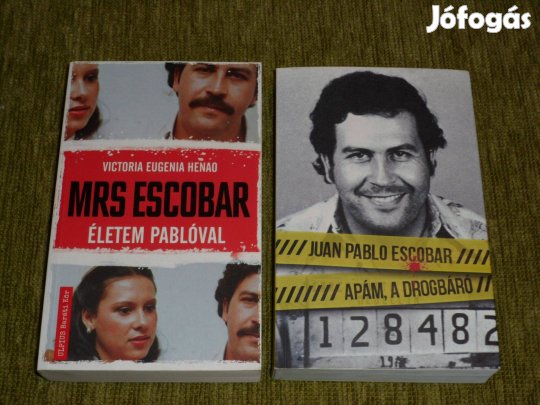 Jófogás
VICTORIA EUGENIA HENAO
MRS ESCOBAR
ÉLETEM PABLÓVAL
ULPIUS Baráti Kör
JUAN PABLO ESCOBAR
APÁM, A DROGBÁRÓ
128482